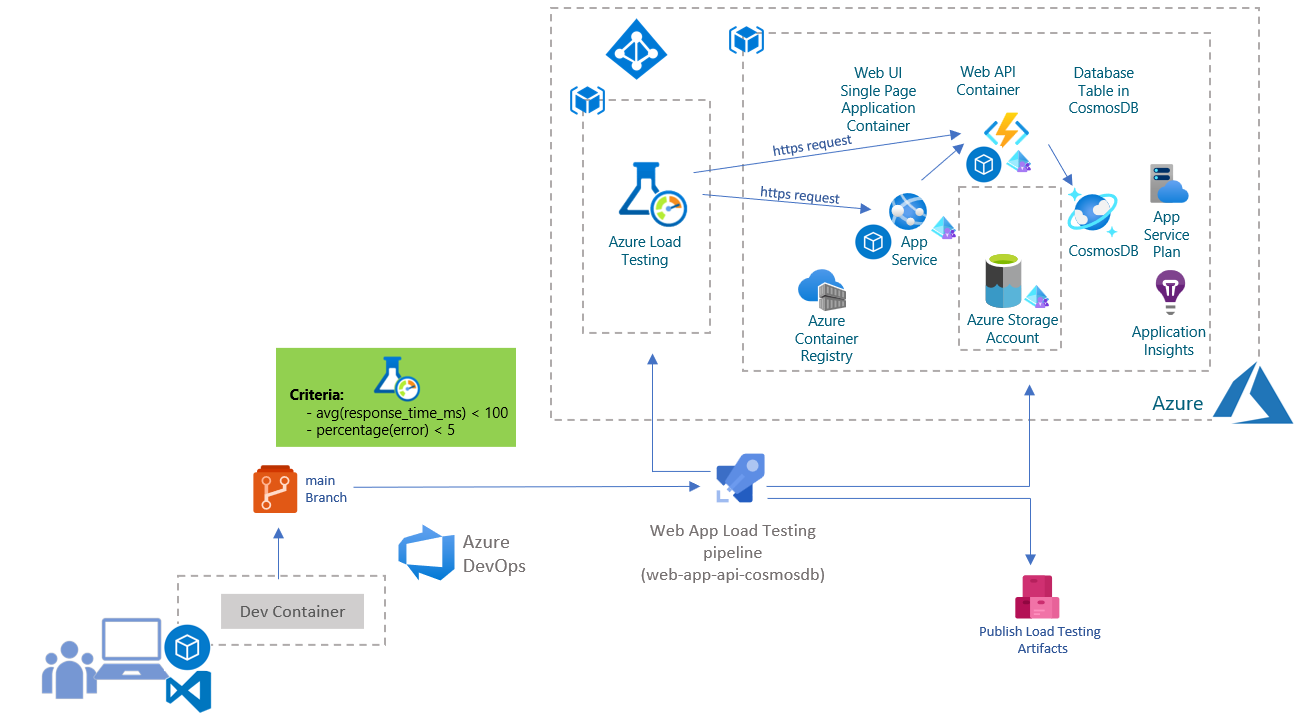 Web UI
Single Page
Application
Container
Web API
Container
Database
Table in
CosmosDB
https request
https request
Azure Load
Testing
App
Service
CosmosDB
App
Service
Plan
Azure
Container
Registry
Azure Storage
Account
Application
Insights
Azure
Criteria:
- avg(response_time_ms) < 100
- percentage(error) < 5
main
Branch
Azure
DevOps
Web App Load Testing
pipeline
(web-app-api-cosmosdb)
Dev Container
Publish Load Testing
Artifacts